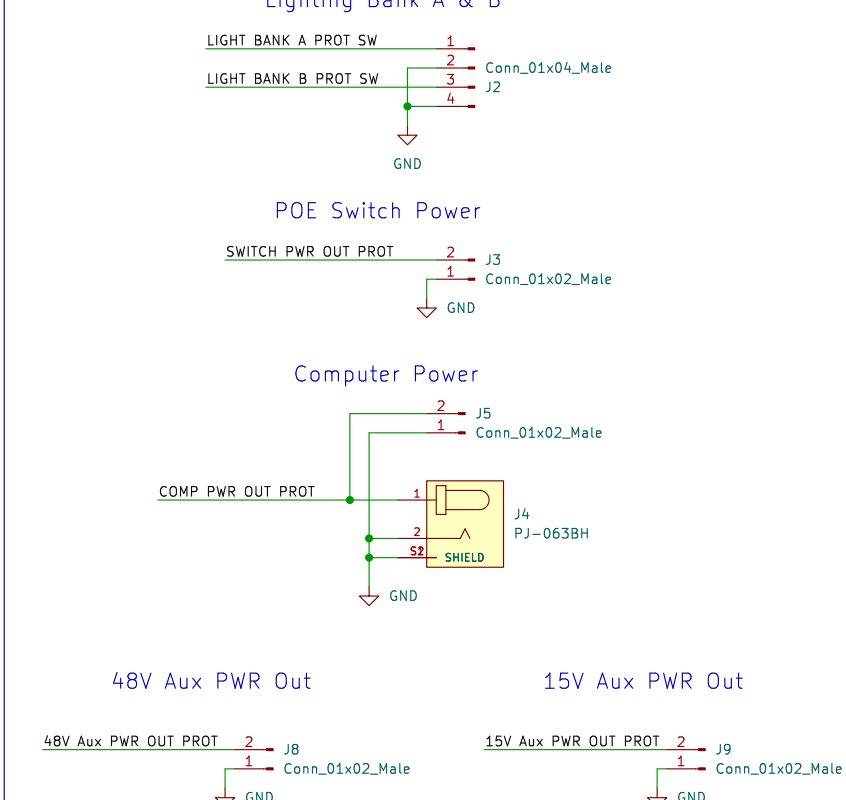 Lighting Bank A & B
LIGHT BANK A PROT SW
1
2
Conn_01x04_Male
LIGHT BANK B PROT SW
3
J2
4
GND
POE Switch Power
SWITCH PWR OUT PROT
2
J3
1
Conn_01x02_Male
GND
Computer Power
2
J5
1
Conn_01x02_Male
COMP PWR OUT PROT
1
J4
2
PJ-063BH
SHIELD
GND
48V Aux PWR Out
15V Aux PWR Out
48V Aux PWR OUT PROT
2
J8
15V Aux PWR OUT PROT
2
J9
1
Conn_01x02_Male
1
Conn_01x02_Male
GND
GND